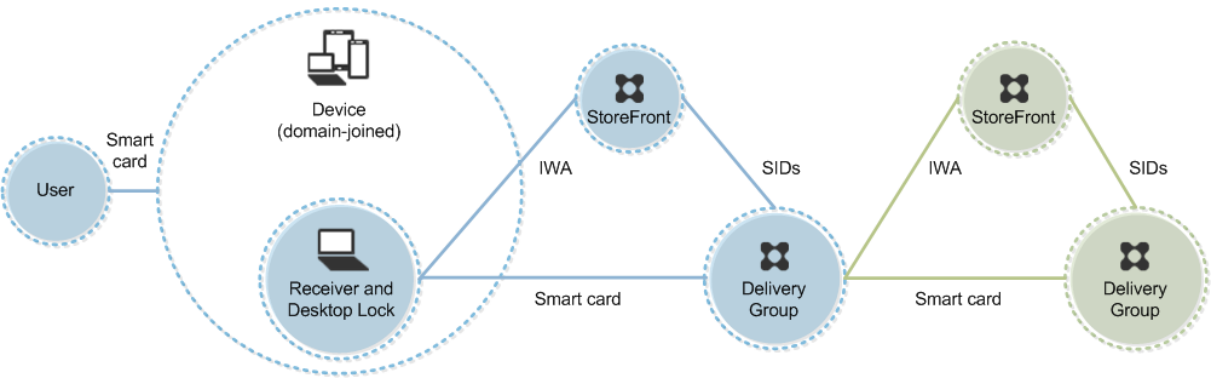 User
Smart
card
Device
(domain-joined)
Receiver and
Desktop Lock
IWA
StoreFront
SIDs
Smart card
Delivery
Group
IWA
StoreFront
SIDs
Smart card
Delivery
Group